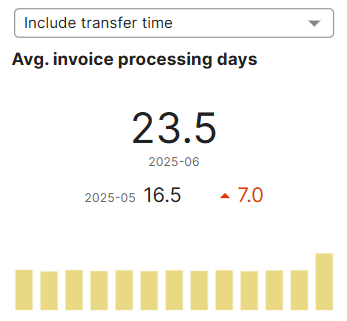 Include transfer time
Avg. invoice processing days
23.5
2025-06
2025-05 16.5 7.0